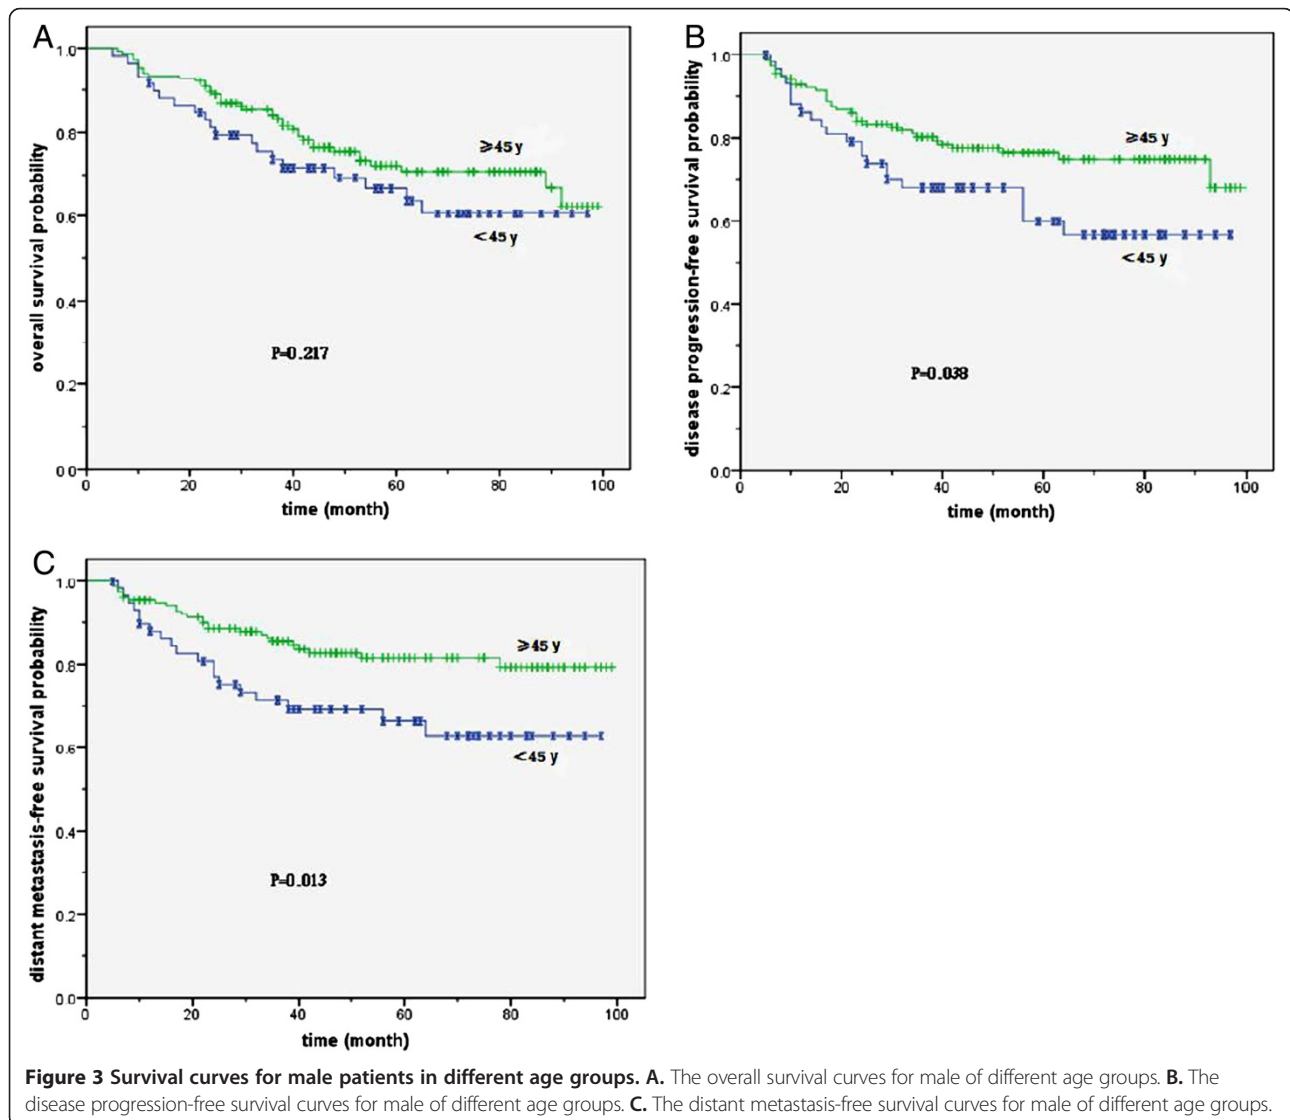 A
overall survival probability
1.0
0.8
0.6
0.4
0.2
0.0
≥45 y
<45 y
P=0.217
0 20 40 60 80 100
time (month)
B
disease progression-free survival probability
1.0
0.8
0.6
0.4
0.2
0.0
≥45 y
<45 y
P=0.038
0 20 40 60 80 100
time (month)
C
distant metastasis-free survival probability
1.0
0.8
0.6
0.4
0.2
0.0
≥45 y
<45 y
P=0.013
0 20 40 60 80 100
time (month)
Figure 3 Survival curves for male patients in different age groups. A. The overall survival curves for male of different age groups. B. The
disease progression-free survival curves for male of different age groups. C. The distant metastasis-free survival curves for male of different age groups.